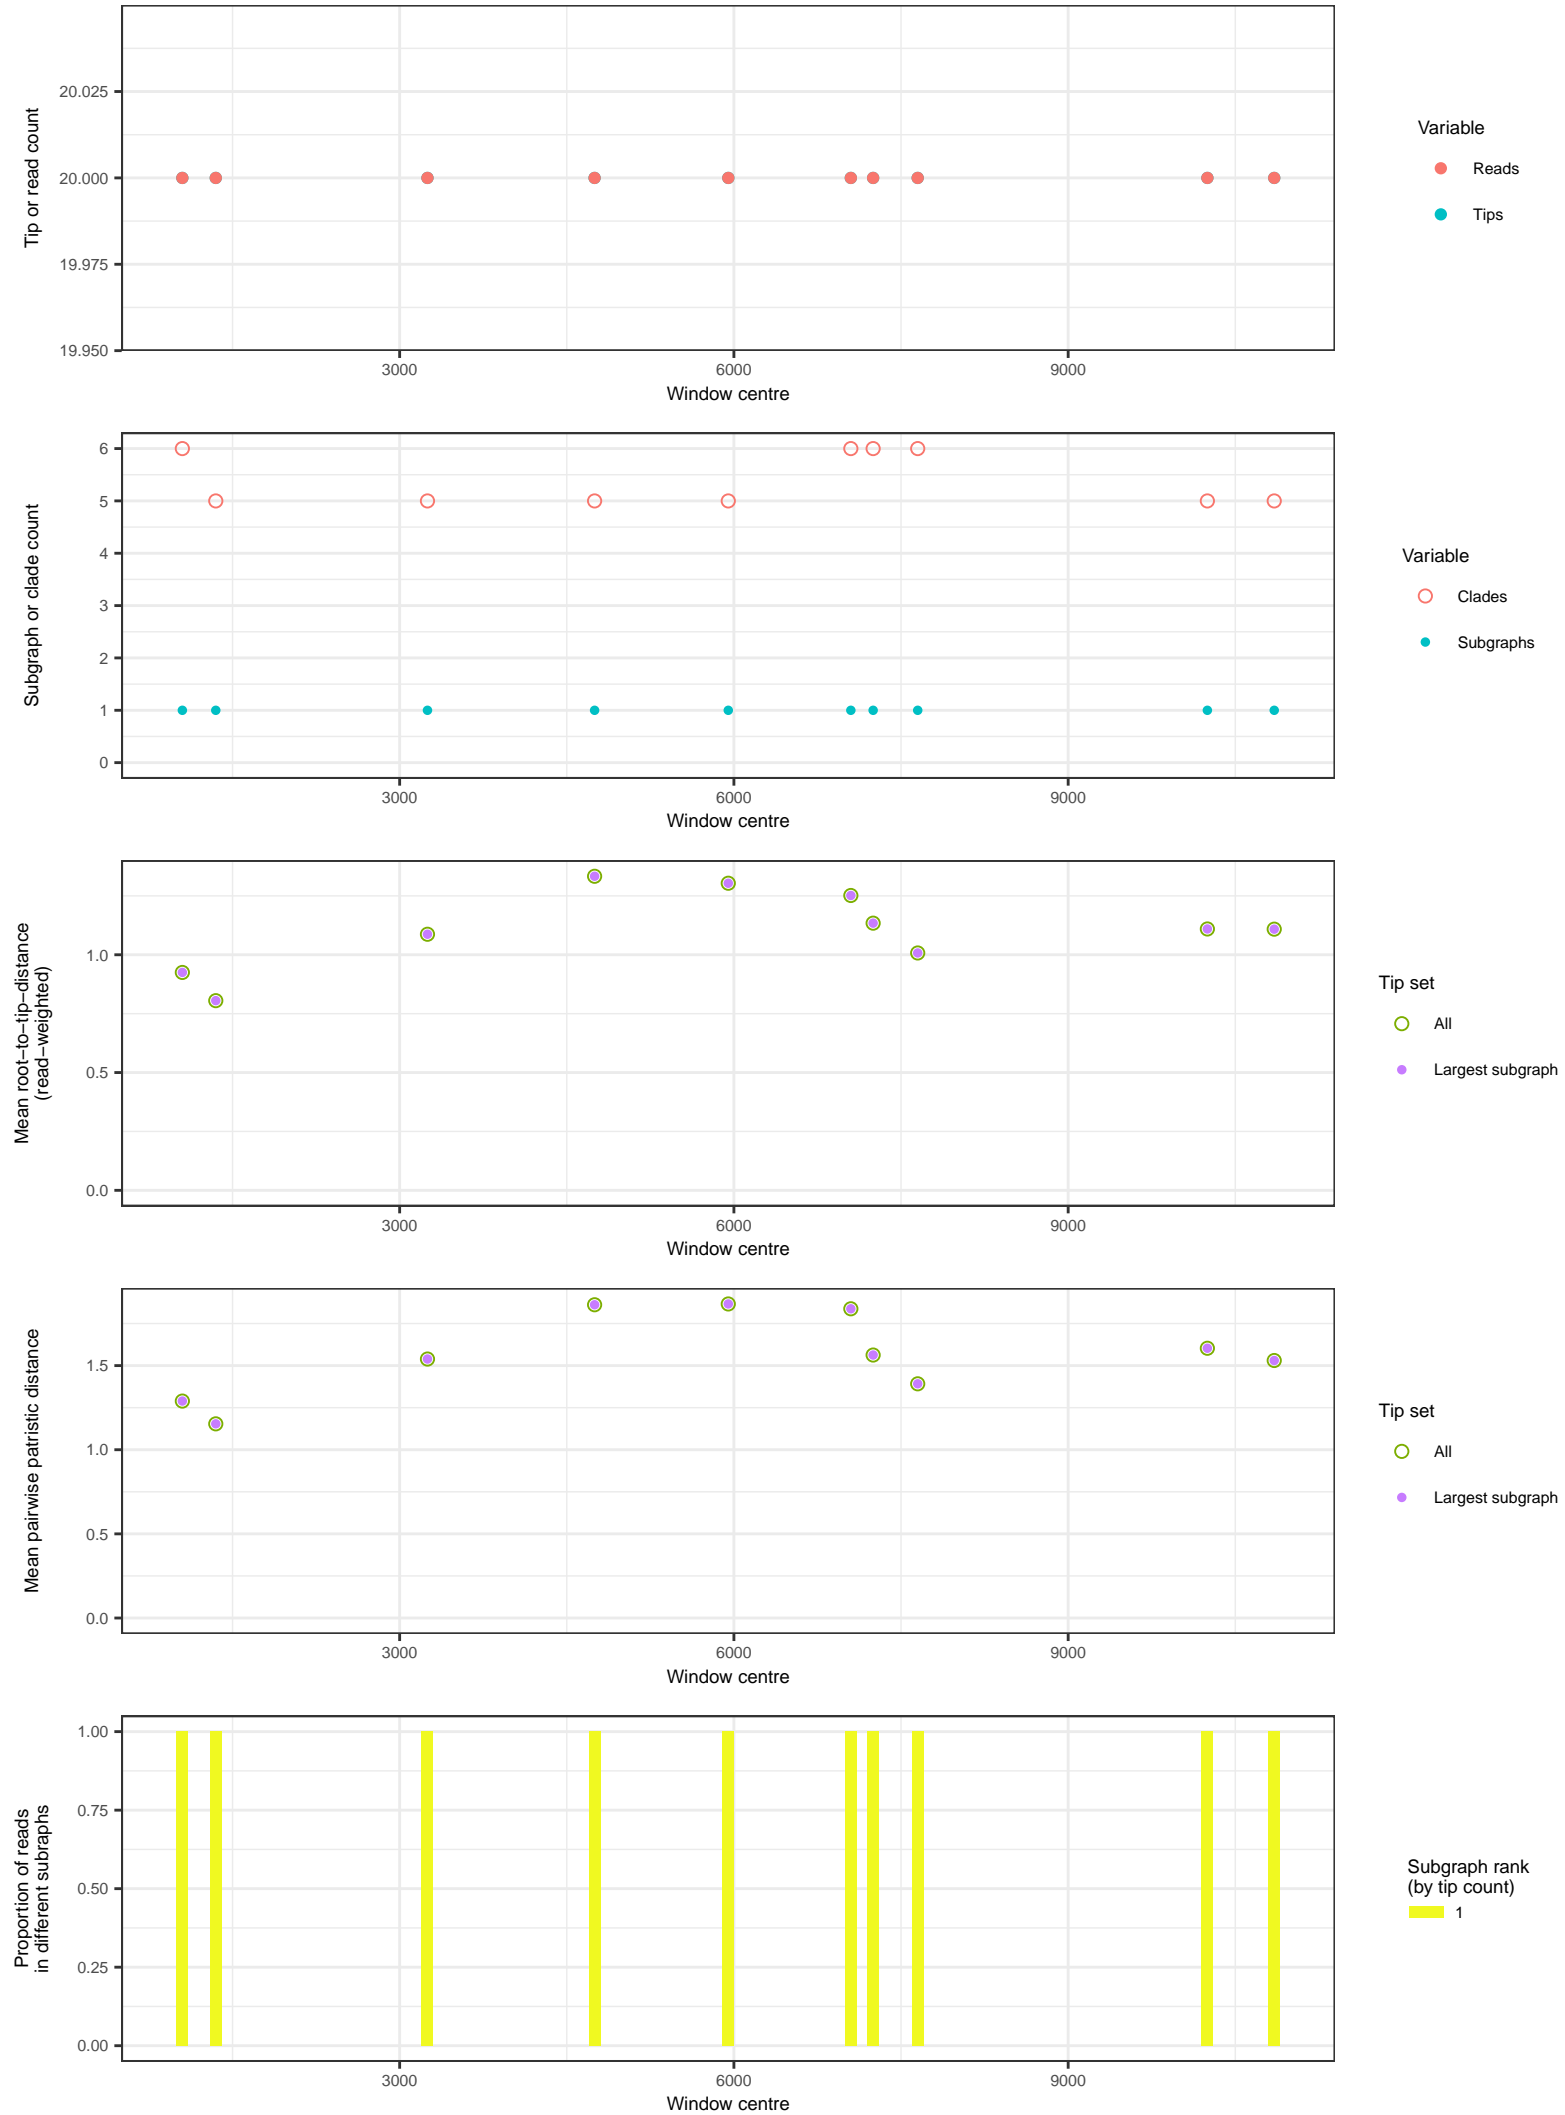 Tip or read count
20.025
20.000
19.975
19.950
3000 6000 9000
Window centre
Variable
Reads
Tips
Subgraph or clade count
6
5
4
3
2
1
0
3000 6000 9000
Window centre
Variable
Clades
Subgraphs
Mean root−to−tip−distance
(read−weighted)
1.0
0.5
0.0
3000 6000 9000
Window centre
Tip set
All
Largest subgraph
Mean pairwise patristic distance
1.5
1.0
0.5
0.0
3000 6000 9000
Window centre
Tip set
All
Largest subgraph
Proportion of reads
in different subraphs
1.00
0.75
0.50
0.25
0.00
3000 6000 9000
Window centre
Subgraph rank
(by tip count)
1